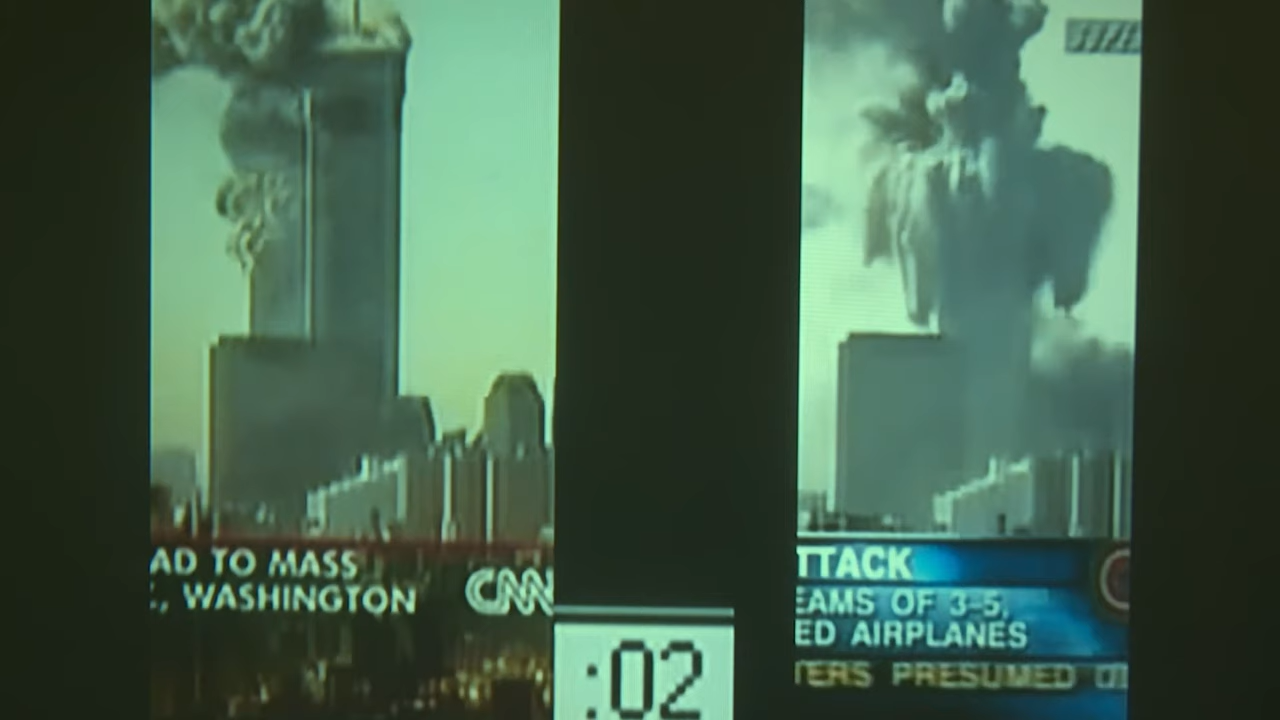 AD TO MASS
, WASHINGTON
CNN
:02
TTACK
EAMS OF 3-5,
ED AIRPLANES
TERS PRESUMED